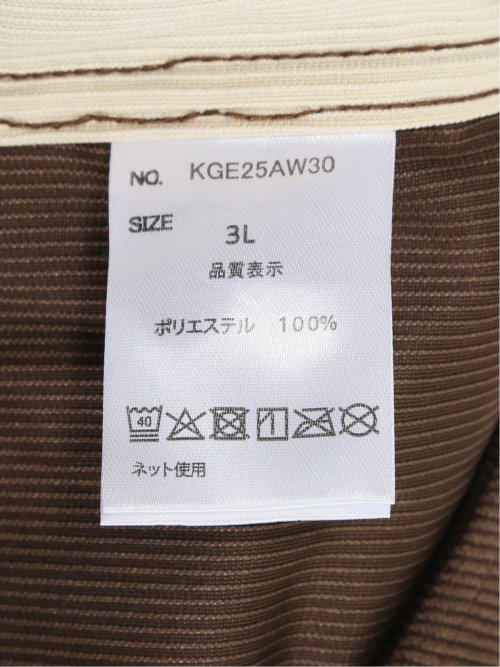 NO. KGE25AW30
SIZE 3L
品質表示
ポリエステル 100%
40
ネット使用